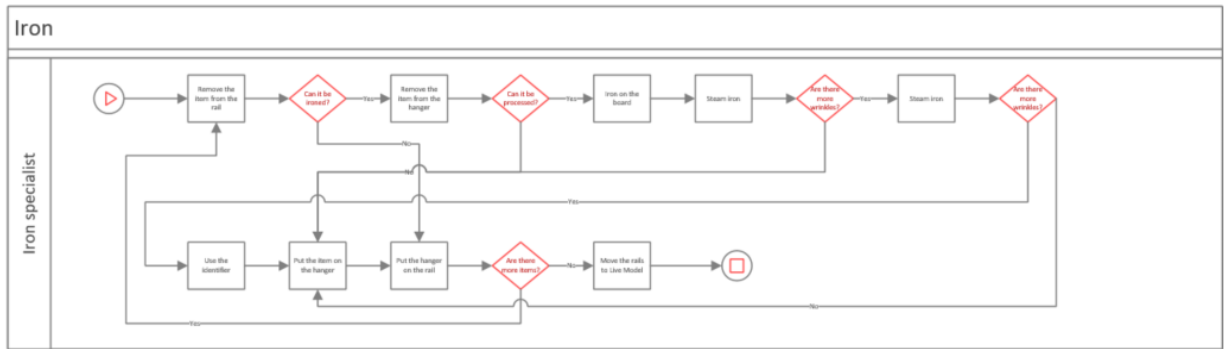 Iron
Iron specialist
Remove the
item from the
rail
Can it be
ironed?
Yes
Remove the
item from the
hanger
Can it be
processed?
Yes
Iron on the
board
Steam iron
Are there
more
wrinkles?
Yes
Steam iron
Are there
more
wrinkles?
No
No
Yes
Use the
identifier
Put the item on
the hanger
Put the hanger
on the rail
Are there
more items?
No
Move the rails
to Live Model
No
Yes